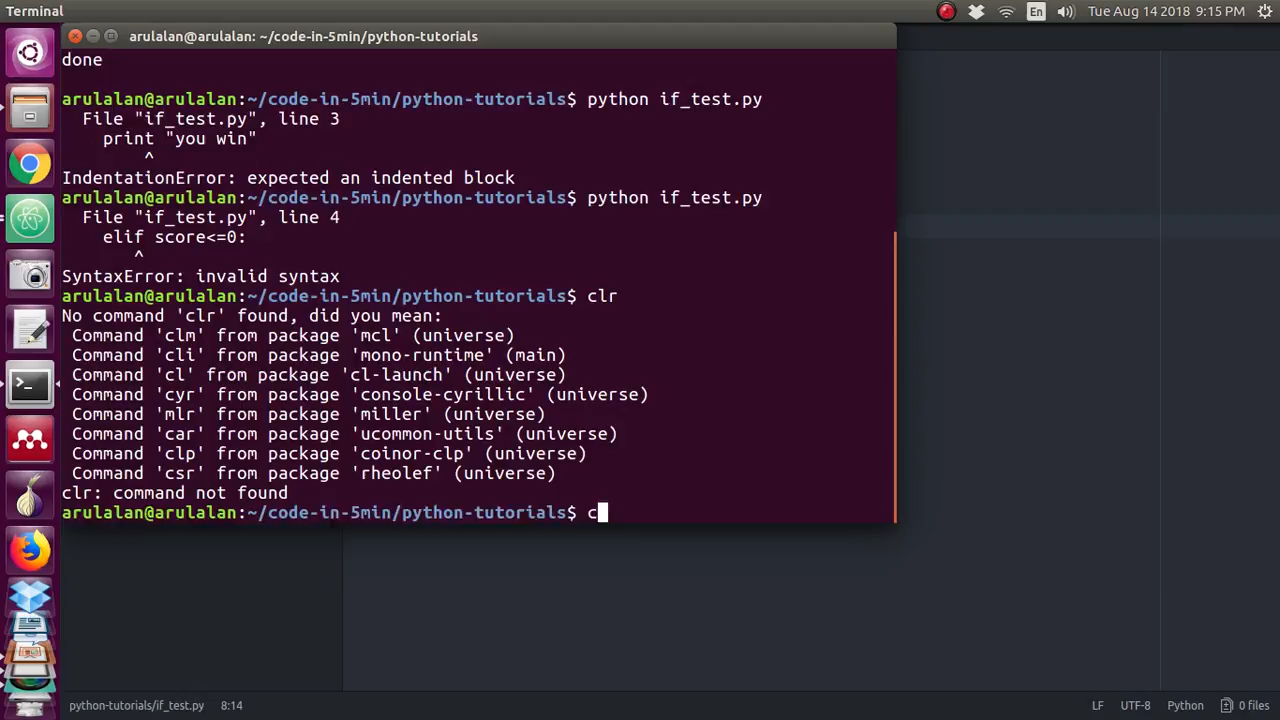 Terminal
En
Tue Aug 14 2018 9:15 PM
arulalan@arulalan: ~/code-in-5min/python-tutorials
done
arulalan@arulalan:~/code-in-5min/python-tutorials$ python if_test.py
File "if_test.py", line 3
print "you win"
^
IndentationError: expected an indented block
arulalan@arulalan:~/code-in-5min/python-tutorials$ python if_test.py
File "if_test.py", line 4
elif score<=0:
^
SyntaxError: invalid syntax
arulalan@arulalan:~/code-in-5min/python-tutorials$ clr
No command 'clr' found, did you mean:
Command 'clm' from package 'mcl' (universe)
Command 'cli' from package 'mono-runtime' (main)
Command 'cl' from package 'cl-launch' (universe)
Command 'cyr' from package 'console-cyrillic' (universe)
Command 'mlr' from package 'miller' (universe)
Command 'car' from package 'ucommon-utils' (universe)
Command 'clp' from package 'coinor-clp' (universe)
Command 'csr' from package 'rheolef' (universe)
clr: command not found
arulalan@arulalan:~/code-in-5min/python-tutorials$ c
python-tutorials/if_test.py 8:14
LF UTF-8 Python 0 files